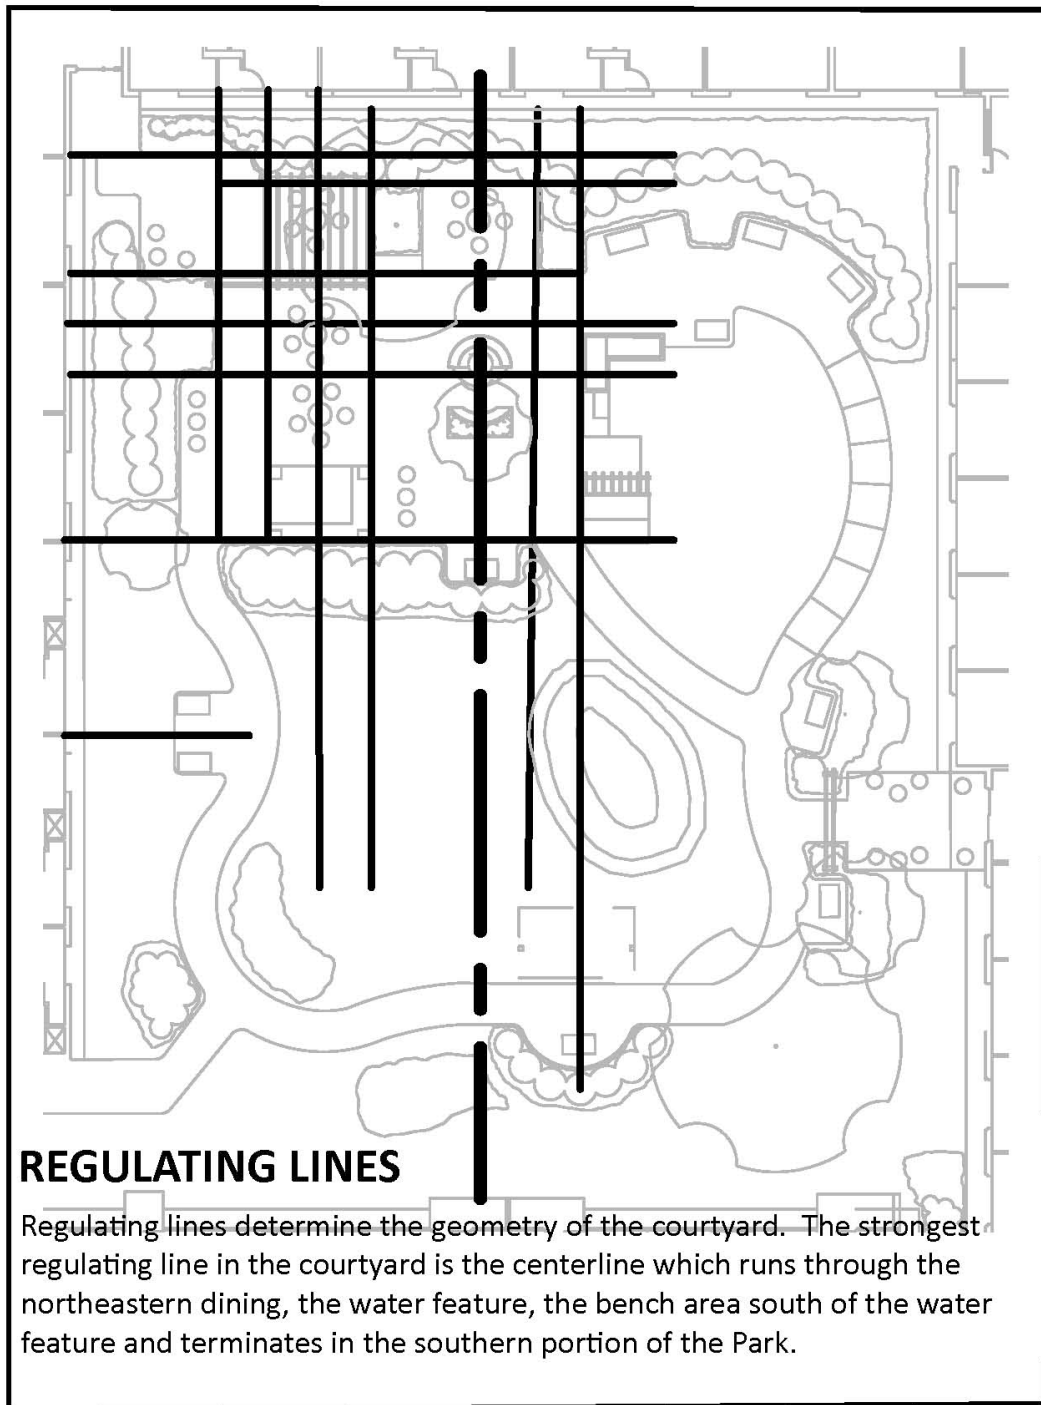 REGULATING LINES
Regulating lines determine the geometry of the courtyard.  The strongest
regulating line in the courtyard is the centerline which runs through the
northeastern dining, the water feature, the bench area south of the water
feature and terminates in the southern portion of the Park.